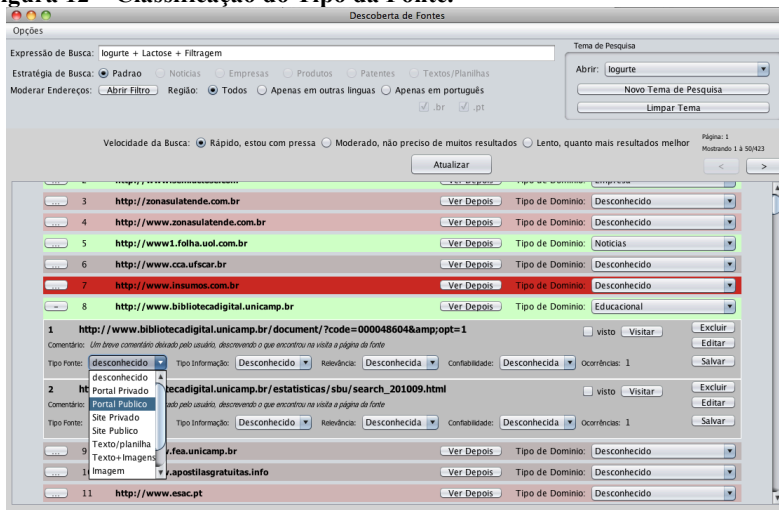 Figura 12 – Classificação do Tipo da Fonte.
Descoberta de Fontes
Opções
Expressão de Busca: Iogurte + Lactose + Filtragem
Estratégia de Busca: Padrao Noticias Empresas Produtos Patentes Textos/Planilhas
Moderar Endereços: Abrir Filtro Região: Todos Apenas em outras linguas Apenas em português
.br .pt
Tema de Pesquisa
Abrir: Iogurte
Novo Tema de Pesquisa
Limpar Tema
Velocidade da Busca: Rápido, estou com pressa Moderado, não preciso de muitos resultados Lento, quanto mais resultados melhor
Página: 1
Mostrando 1 à 50/423
Atualizar < >
... 2 Ver Depois Tipo de Dominio: Empresa
... 3 http://zonasulatende.com.br Ver Depois Tipo de Dominio: Desconhecido
... 4 http://www.zonasulatende.com.br Ver Depois Tipo de Dominio: Desconhecido
... 5 http://www1.folha.uol.com.br Ver Depois Tipo de Dominio: Noticias
... 6 http://www.cca.ufscar.br Ver Depois Tipo de Dominio: Desconhecido
... 7 http://www.insumos.com.br Ver Depois Tipo de Dominio: Desconhecido
- 8 http://www.bibliotecadigital.unicamp.br Ver Depois Tipo de Dominio: Educacional
1 http://www.bibliotecadigital.unicamp.br/document/?code=000048604&amp;opt=1 visto Visitar Excluir
Comentário: Um breve comentário deixado pelo usuário, descrevendo o que encontrou na visita a página da fonte Editar
Tipo Fonte: desconhecido Tipo Informação: Desconhecido Relevância: Desconhecida Confiabilidade: Desconhecida Ocorrências: 1 Salvar
desconhecido
Portal Privado
Portal Publico
Site Privado
Site Publico
Texto/planilha
Texto+Imagens
Imagem
2 ht tecadigital.unicamp.br/estatisticas/sbu/search_201009.html visto Visitar Excluir
Comentário: ado pelo usuário, descrevendo o que encontrou na visita a página da fonte Editar
Tipo Fonte: Tipo Informação: Desconhecido Relevância: Desconhecida Confiabilidade: Desconhecida Ocorrências: 1 Salvar
... 9 .fea.unicamp.br Ver Depois Tipo de Dominio: Desconhecido
... 10 .apostilasgratuitas.info Ver Depois Tipo de Dominio: Desconhecido
... 11 http://www.esac.pt Ver Depois Tipo de Dominio: Desconhecido